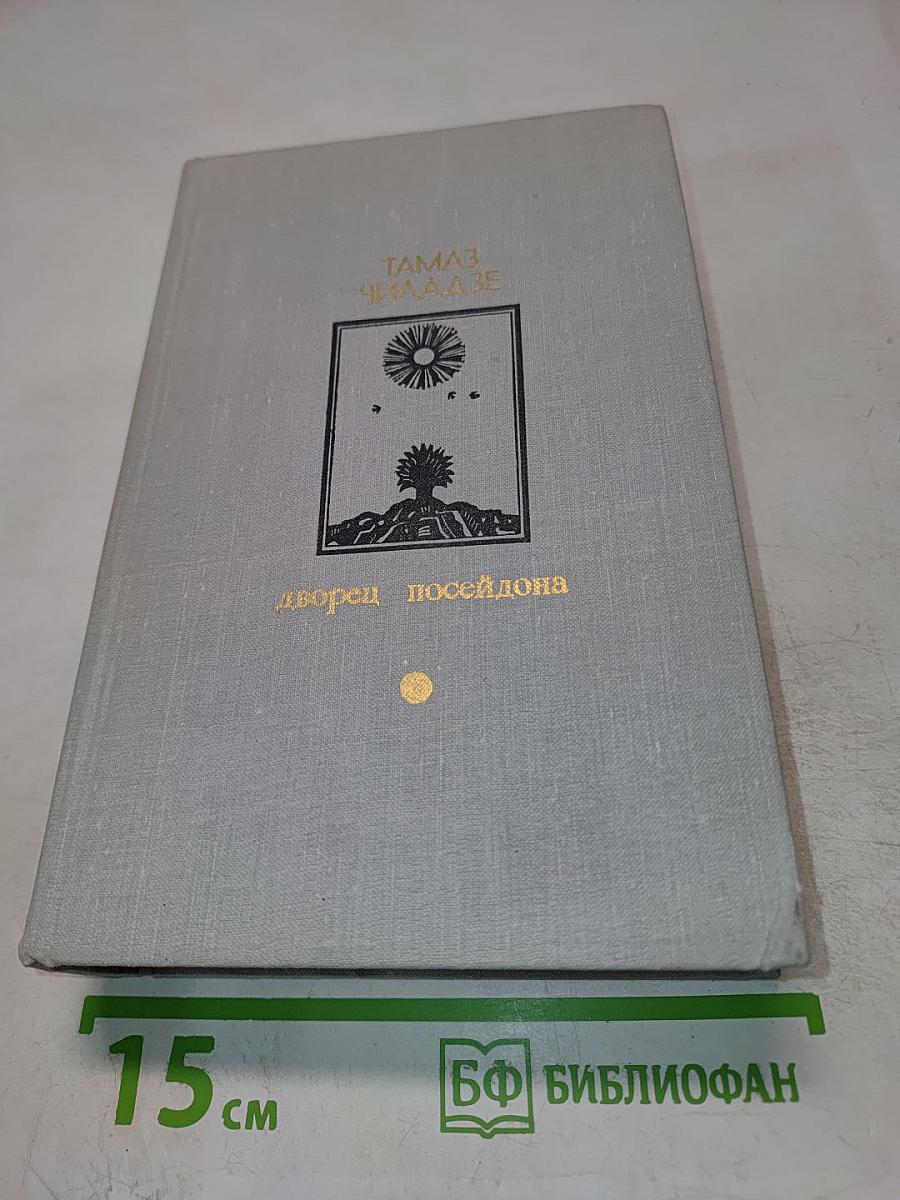 ТАМАЗ
ЧИЛАДЗЕ
дворец посейдона
15 см
БФ БИБЛИОФАН